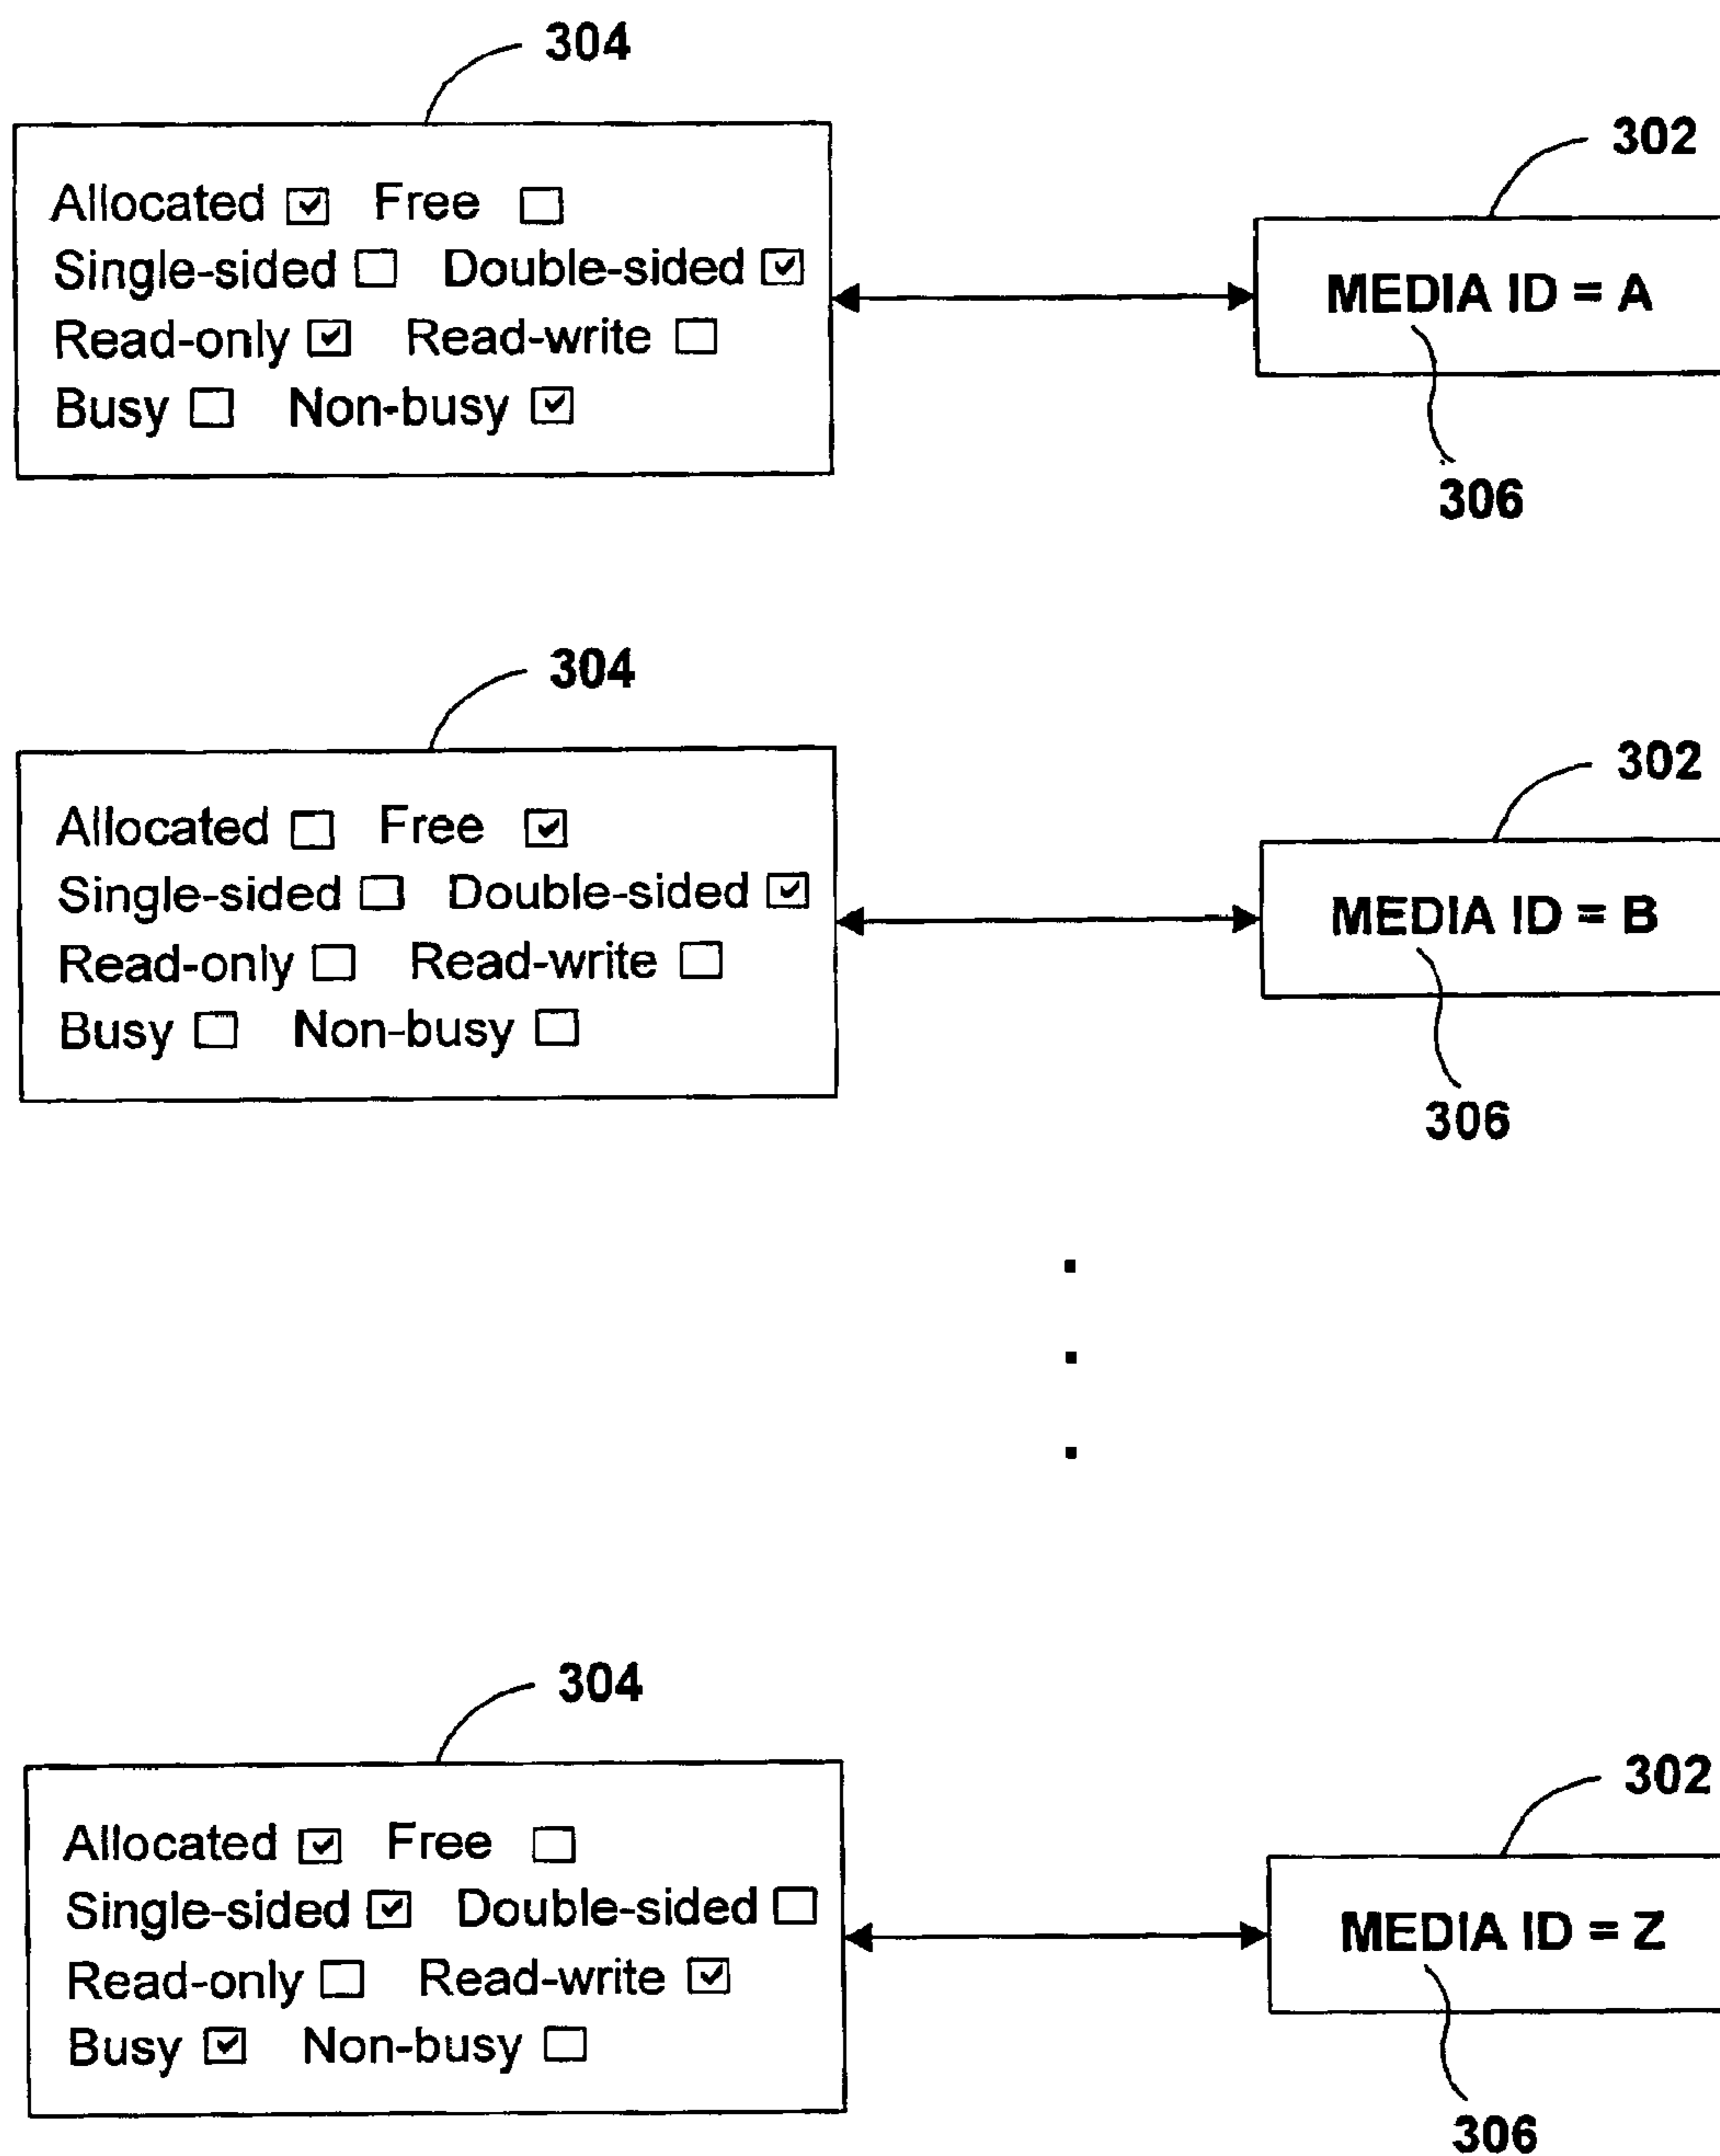 304
302
Allocated ☑ Free ☐
Single-sided ☐ Double-sided ☑
Read-only ☑ Read-write ☐
Busy ☐ Non-busy ☑
MEDIA ID = A
306
304
302
Allocated ☐ Free ☑
Single-sided ☐ Double-sided ☑
Read-only ☐ Read-write ☐
Busy ☐ Non-busy ☐
MEDIA ID = B
306
304
302
Allocated ☑ Free ☐
Single-sided ☑ Double-sided ☐
Read-only ☐ Read-write ☑
Busy ☑ Non-busy ☐
MEDIA ID = Z
306